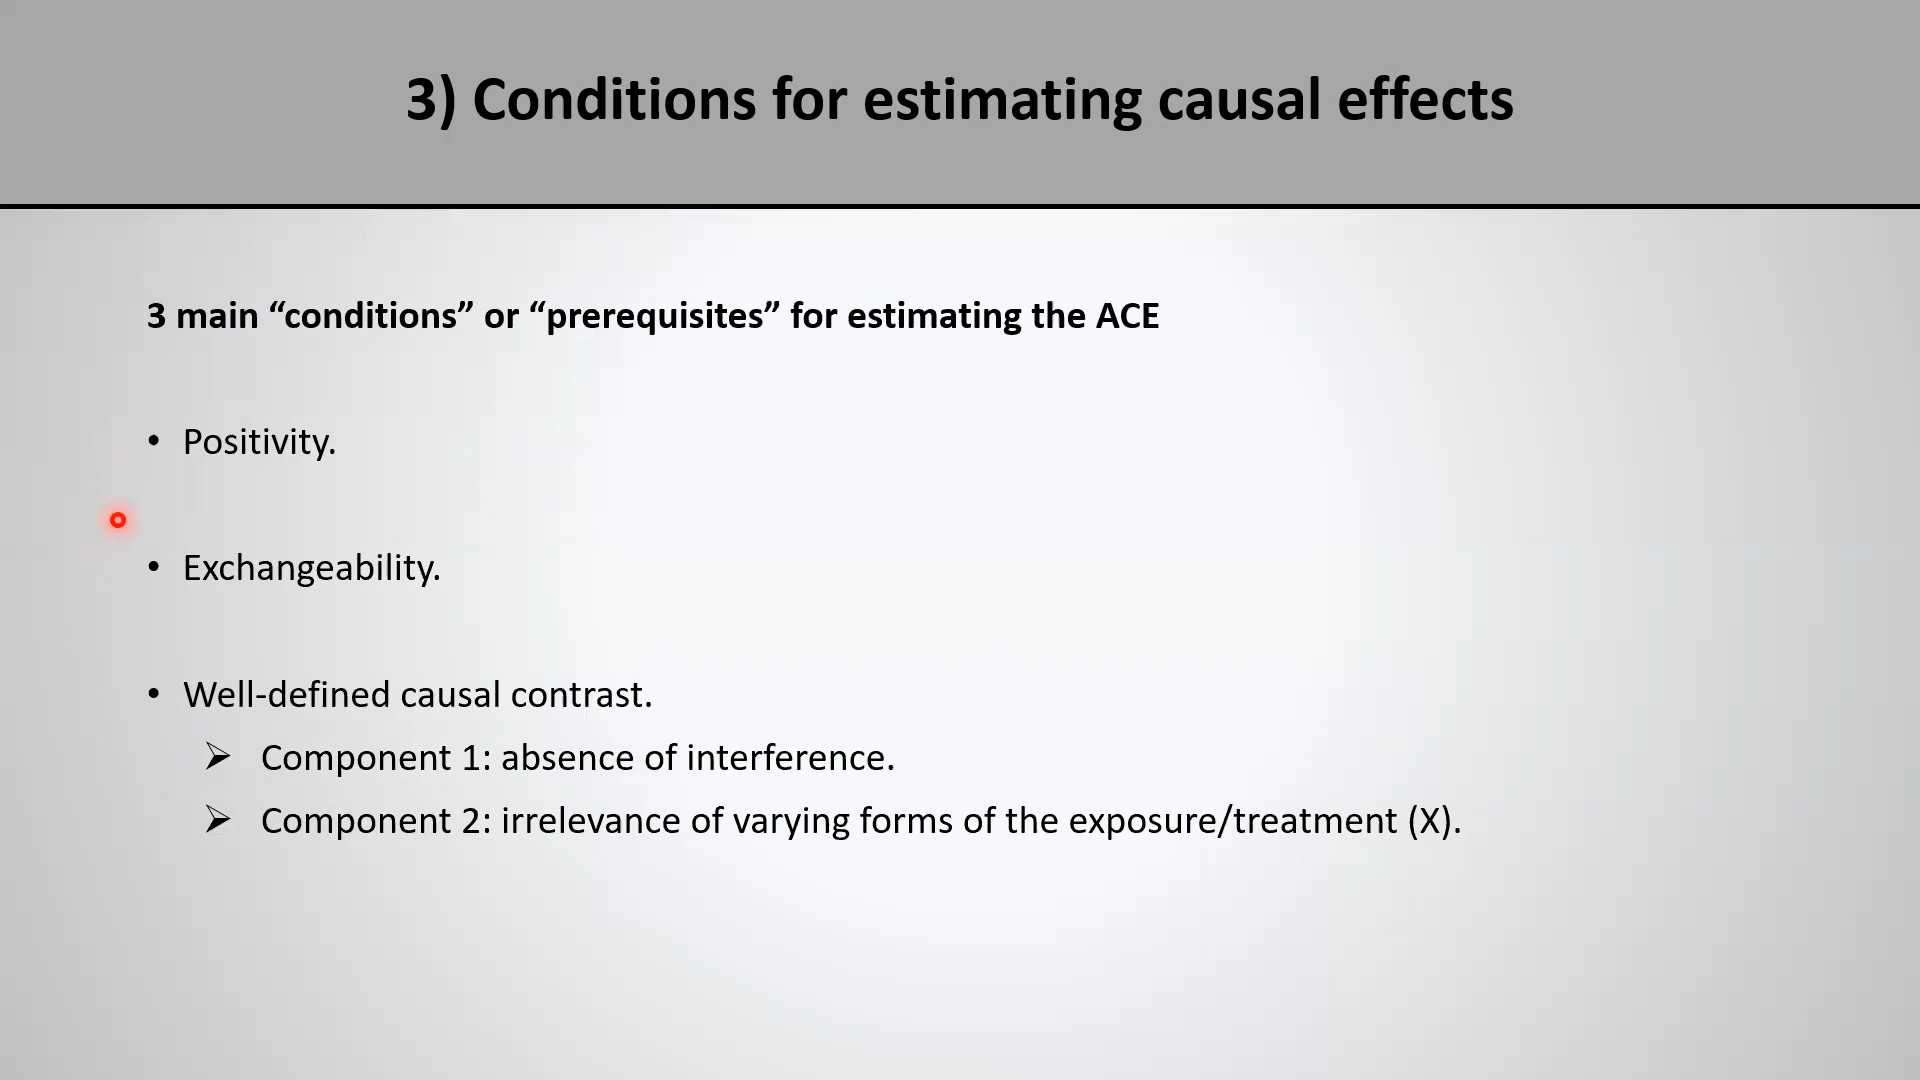 3) Conditions for estimating causal effects
3 main “conditions” or “prerequisites” for estimating the ACE
• Positivity.
• Exchangeability.
• Well-defined causal contrast.
➢ Component 1: absence of interference.
➢ Component 2: irrelevance of varying forms of the exposure/treatment (X).